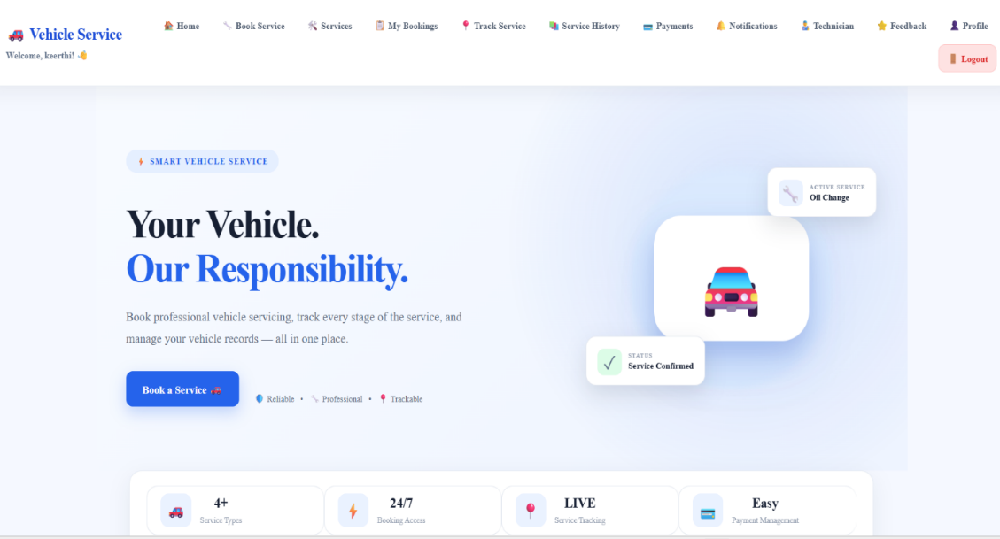 Vehicle Service
Welcome, keerthi!
Home
Book Service
Services
My Bookings
Track Service
Service History
Payments
Notifications
Technician
Feedback
Profile
Logout
SMART VEHICLE SERVICE
Your Vehicle.
Our Responsibility.
Book professional vehicle servicing, track every stage of the service, and
manage your vehicle records — all in one place.
Book a Service
Reliable • Professional • Trackable
ACTIVE SERVICE
Oil Change
STATUS
Service Confirmed
4+
Service Types
24/7
Booking Access
LIVE
Service Tracking
Easy
Payment Management